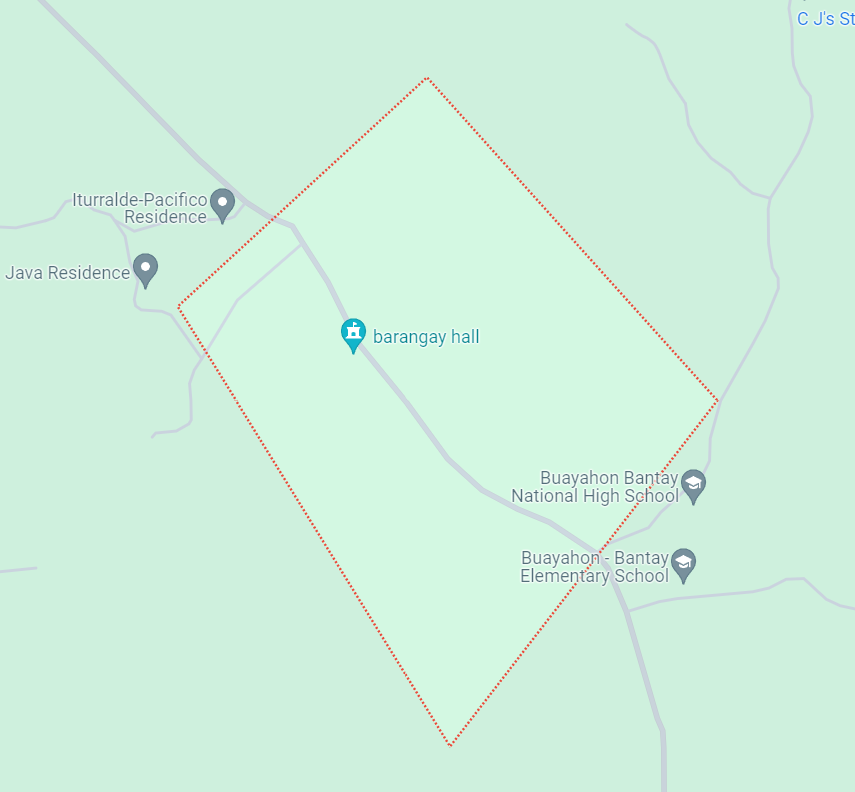 C J's St
Iturralde-Pacifico
Residence
Java Residence
barangay hall
Buayahon Bantay
National High School
Buayahon - Bantay
Elementary School